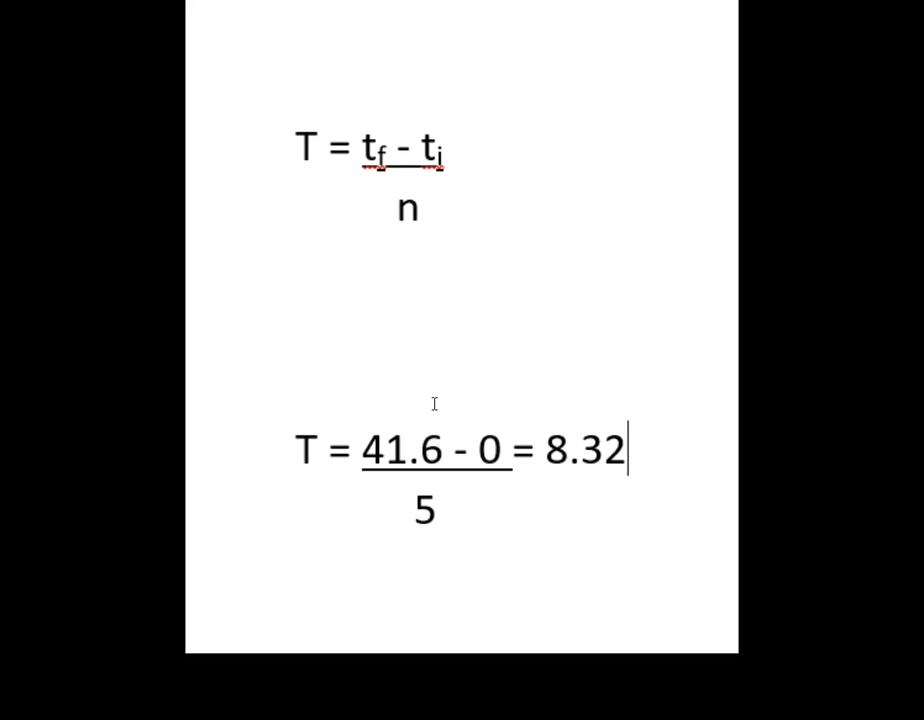 T = tf - ti
n
T = 41.6 - 0 = 8.32
5